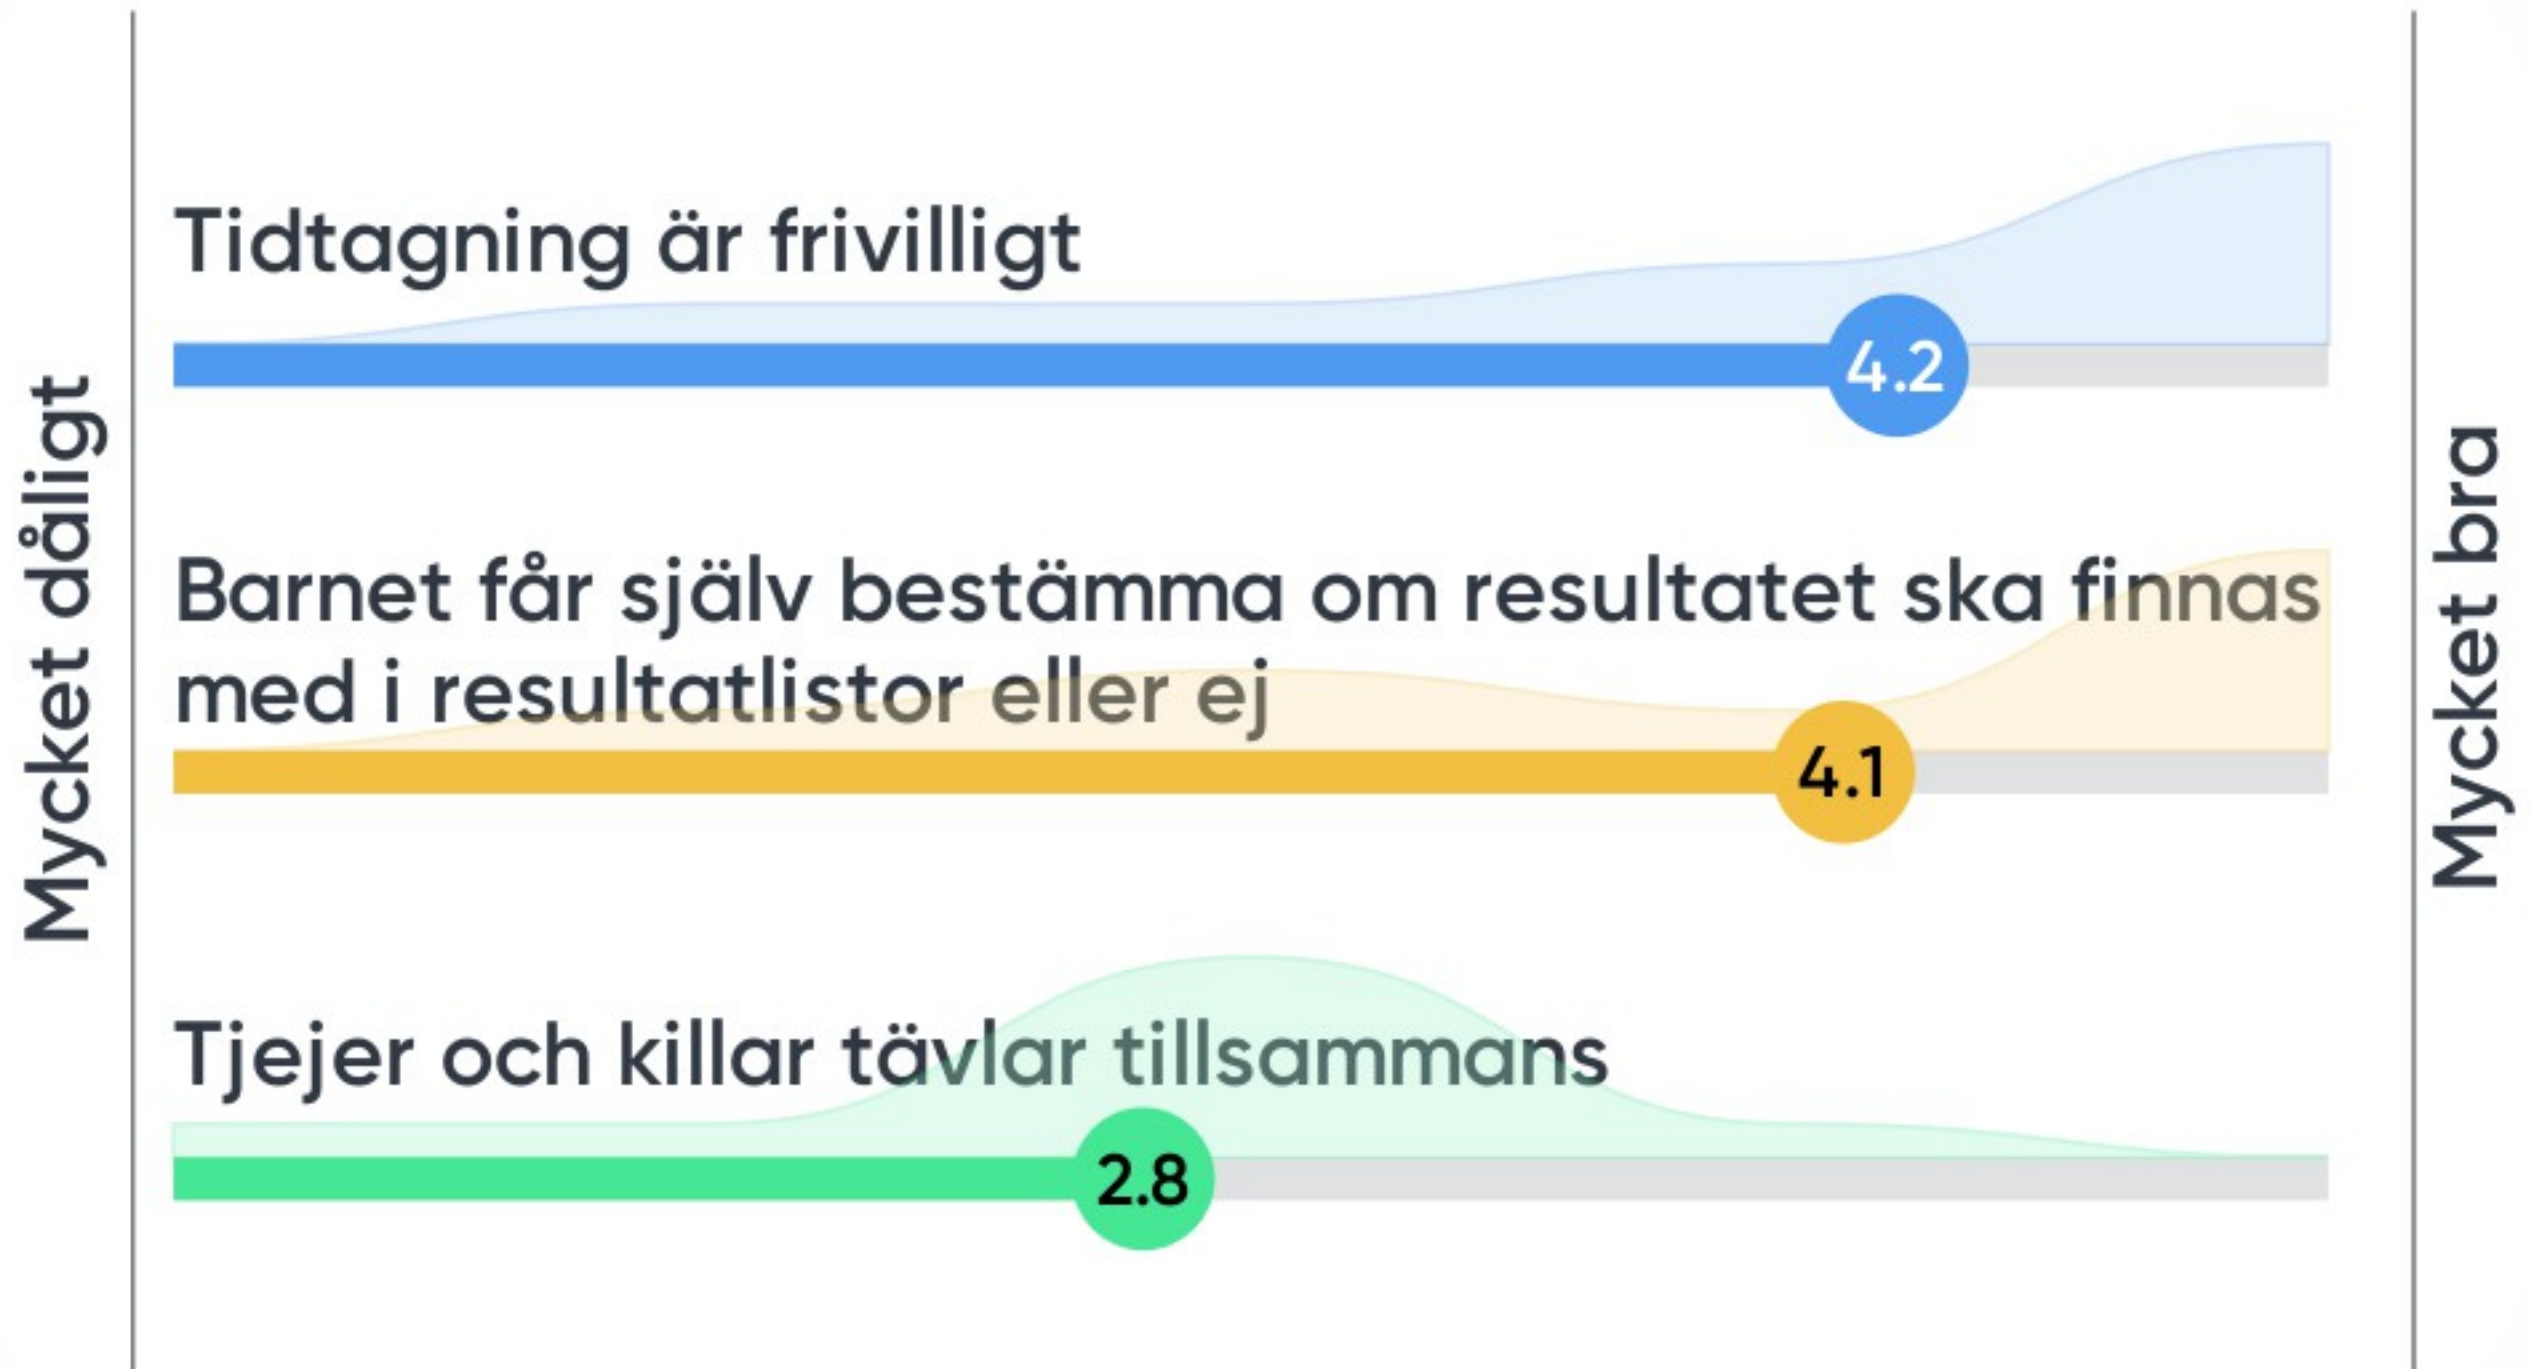 Mycket dåligt
Tidtagning är frivilligt
4.2
Barnet får själv bestämma om resultatet ska finnas
med i resultatlistor eller ej
4.1
Tjejer och killar tävlar tillsammans
2.8
Mycket bra